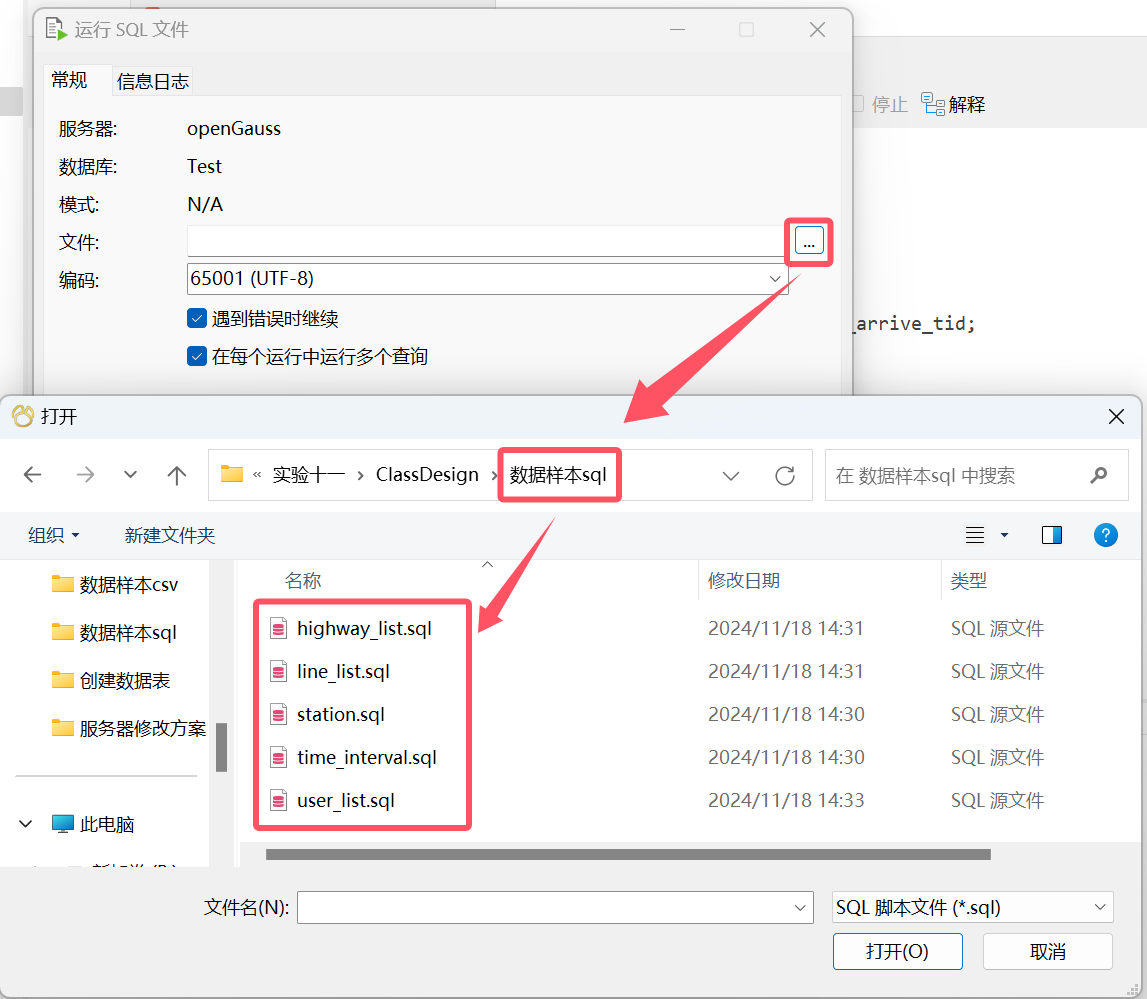 运行 SQL 文件
常规 信息日志
停止 解释
服务器: openGauss
数据库: Test
模式: N/A
文件: ...
编码: 65001 (UTF-8)
遇到错误时继续
_arrive_tid;
在每个运行中运行多个查询
打开
« 实验十一 › ClassDesign › 数据样本sql
在 数据样本sql 中搜索
组织 新建文件夹 ?
名称 修改日期 类型
数据样本csv
数据样本sql
创建数据表
服务器修改方案
此电脑
highway_list.sql 2024/11/18 14:31 SQL 源文件
line_list.sql 2024/11/18 14:31 SQL 源文件
station.sql 2024/11/18 14:30 SQL 源文件
time_interval.sql 2024/11/18 14:30 SQL 源文件
user_list.sql 2024/11/18 14:33 SQL 源文件
文件名(N): SQL 脚本文件 (*.sql)
打开(O) 取消